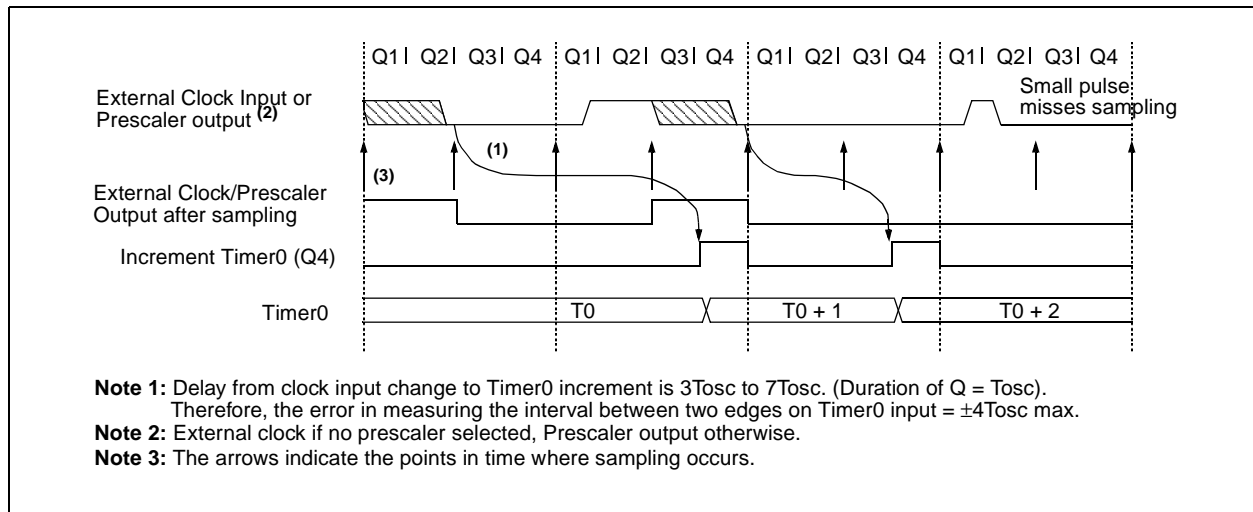 Q1| Q2| Q3| Q4 Q1| Q2| Q3| Q4 Q1| Q2| Q3| Q4 Q1| Q2| Q3| Q4
External Clock Input or
Prescaler output (2)
Small pulse
misses sampling
(1)
(3)
External Clock/Prescaler
Output after sampling
Increment Timer0 (Q4)
Timer0 T0 T0 + 1 T0 + 2
Note 1: Delay from clock input change to Timer0 increment is 3Tosc to 7Tosc. (Duration of Q = Tosc).
Therefore, the error in measuring the interval between two edges on Timer0 input = ±4Tosc max.
Note 2: External clock if no prescaler selected, Prescaler output otherwise.
Note 3: The arrows indicate the points in time where sampling occurs.